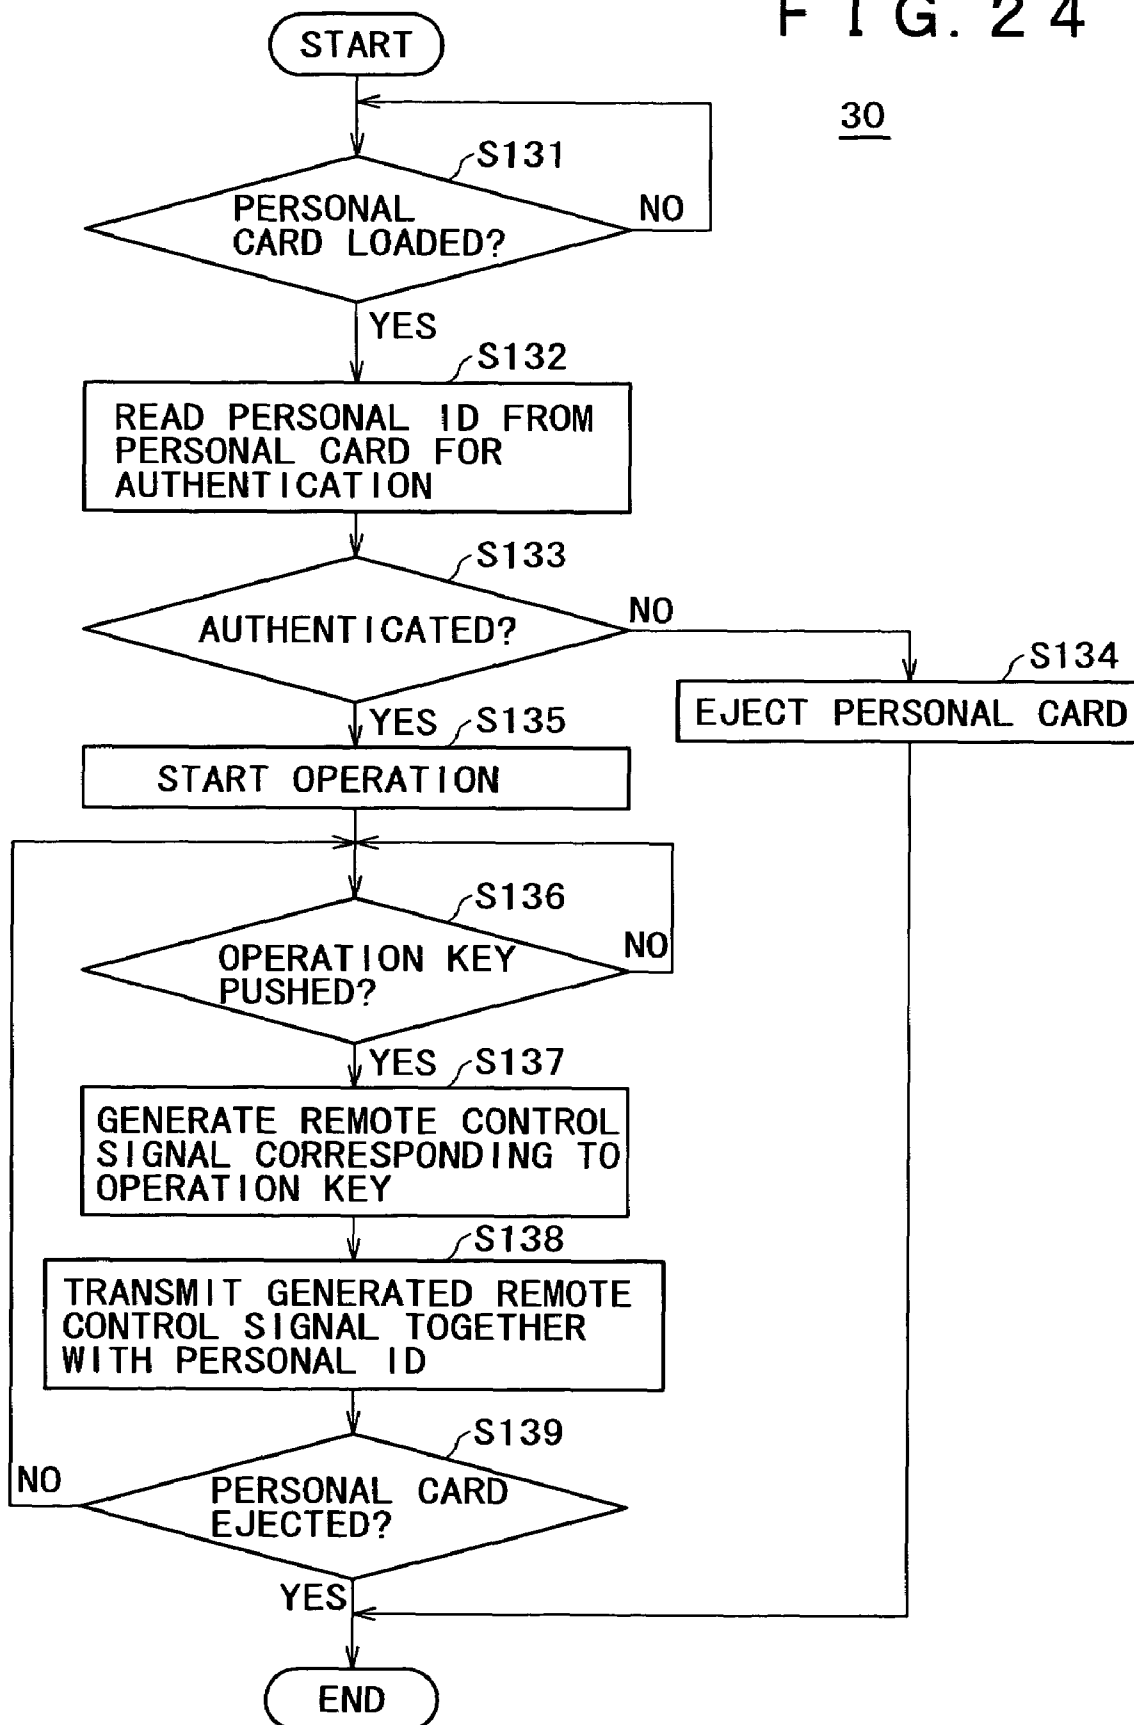 FIG. 24
START
30
S131
PERSONAL
CARD LOADED?
NO
YES
S132
READ PERSONAL ID FROM
PERSONAL CARD FOR
AUTHENTICATION
S133
AUTHENTICATED?
NO
S134
EJECT PERSONAL CARD
YES
S135
START OPERATION
S136
OPERATION KEY
PUSHED?
NO
YES
S137
GENERATE REMOTE CONTROL
SIGNAL CORRESPONDING TO
OPERATION KEY
S138
TRANSMIT GENERATED REMOTE
CONTROL SIGNAL TOGETHER
WITH PERSONAL ID
S139
NO
PERSONAL CARD
EJECTED?
YES
END